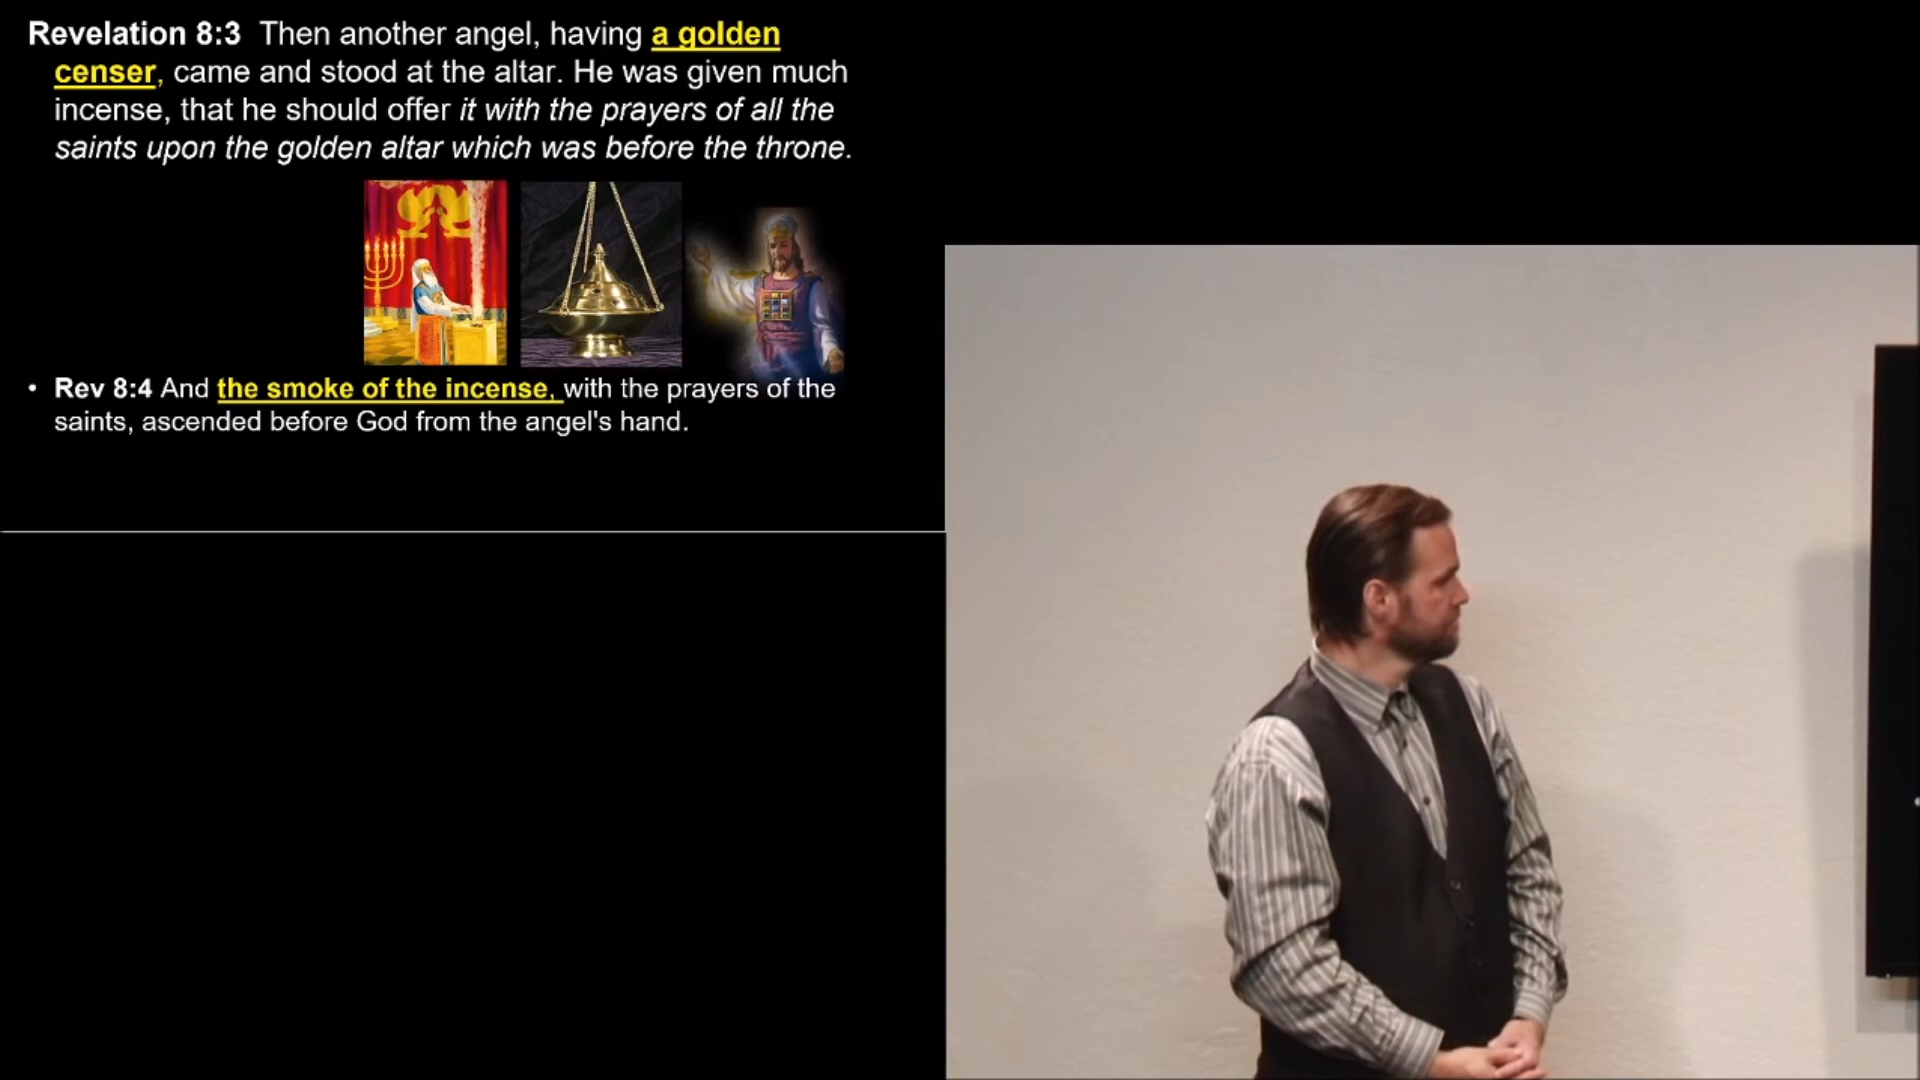 Revelation 8:3 Then another angel, having a golden
censer, came and stood at the altar. He was given much
incense, that he should offer it with the prayers of all the
saints upon the golden altar which was before the throne.
• Rev 8:4 And the smoke of the incense, with the prayers of the
saints, ascended before God from the angel's hand.